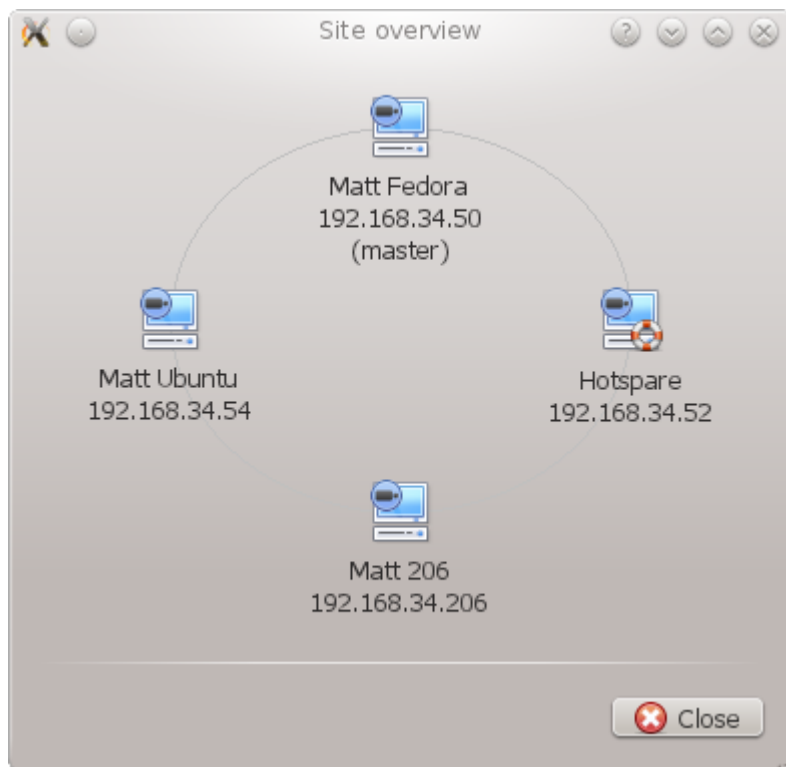 Site overview
Matt Fedora
192.168.34.50
(master)
Matt Ubuntu
192.168.34.54
Hotspare
192.168.34.52
Matt 206
192.168.34.206
Close